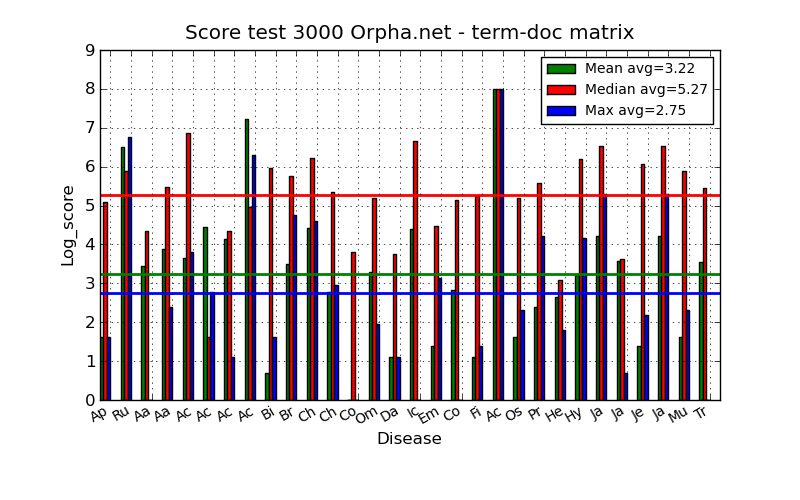 Score test 3000 Orpha.net - term-doc matrix
Mean avg=3.22
Median avg=5.27
Max avg=2.75
Log_score
9
8
7
6
5
4
3
2
1
0
Ap Ru Aa Aa Ac Ac Ac Ac Bi Br Ch Ch Co Om Da Ic Em Co Fi Ac Os Pr He Hy Ja Ja Je Ja Mu Tr
Disease